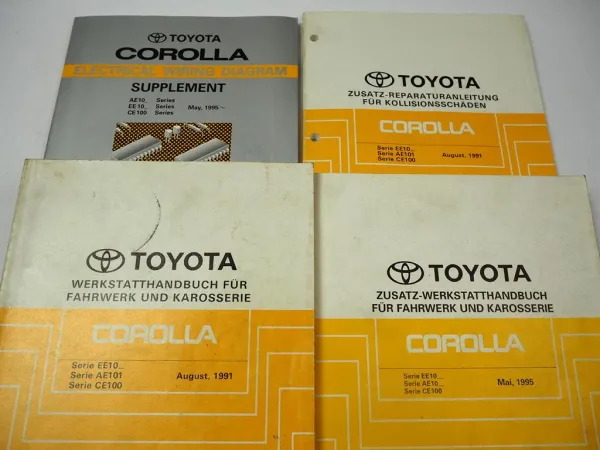 TOYOTA
COROLLA
ELECTRICAL WIRING DIAGRAM
SUPPLEMENT
AE10_ Series
EE10_ Series May, 1995～
CE100 Series
TOYOTA
ZUSATZ-REPARATURANLEITUNG
FÜR KOLLISIONSSCHÄDEN
COROLLA
Serie EE10_
Serie AE101
Serie CE100 August, 1991
TOYOTA
WERKSTATTHANDBUCH FÜR
FAHRWERK UND KAROSSERIE
COROLLA
Serie EE10_
Serie AE101 August, 1991
Serie CE100
TOYOTA
ZUSATZ-WERKSTATTHANDBUCH
FÜR FAHRWERK UND KAROSSERIE
COROLLA
Serie EE10_
Serie AE10_ Mai, 1995
Serie CE100